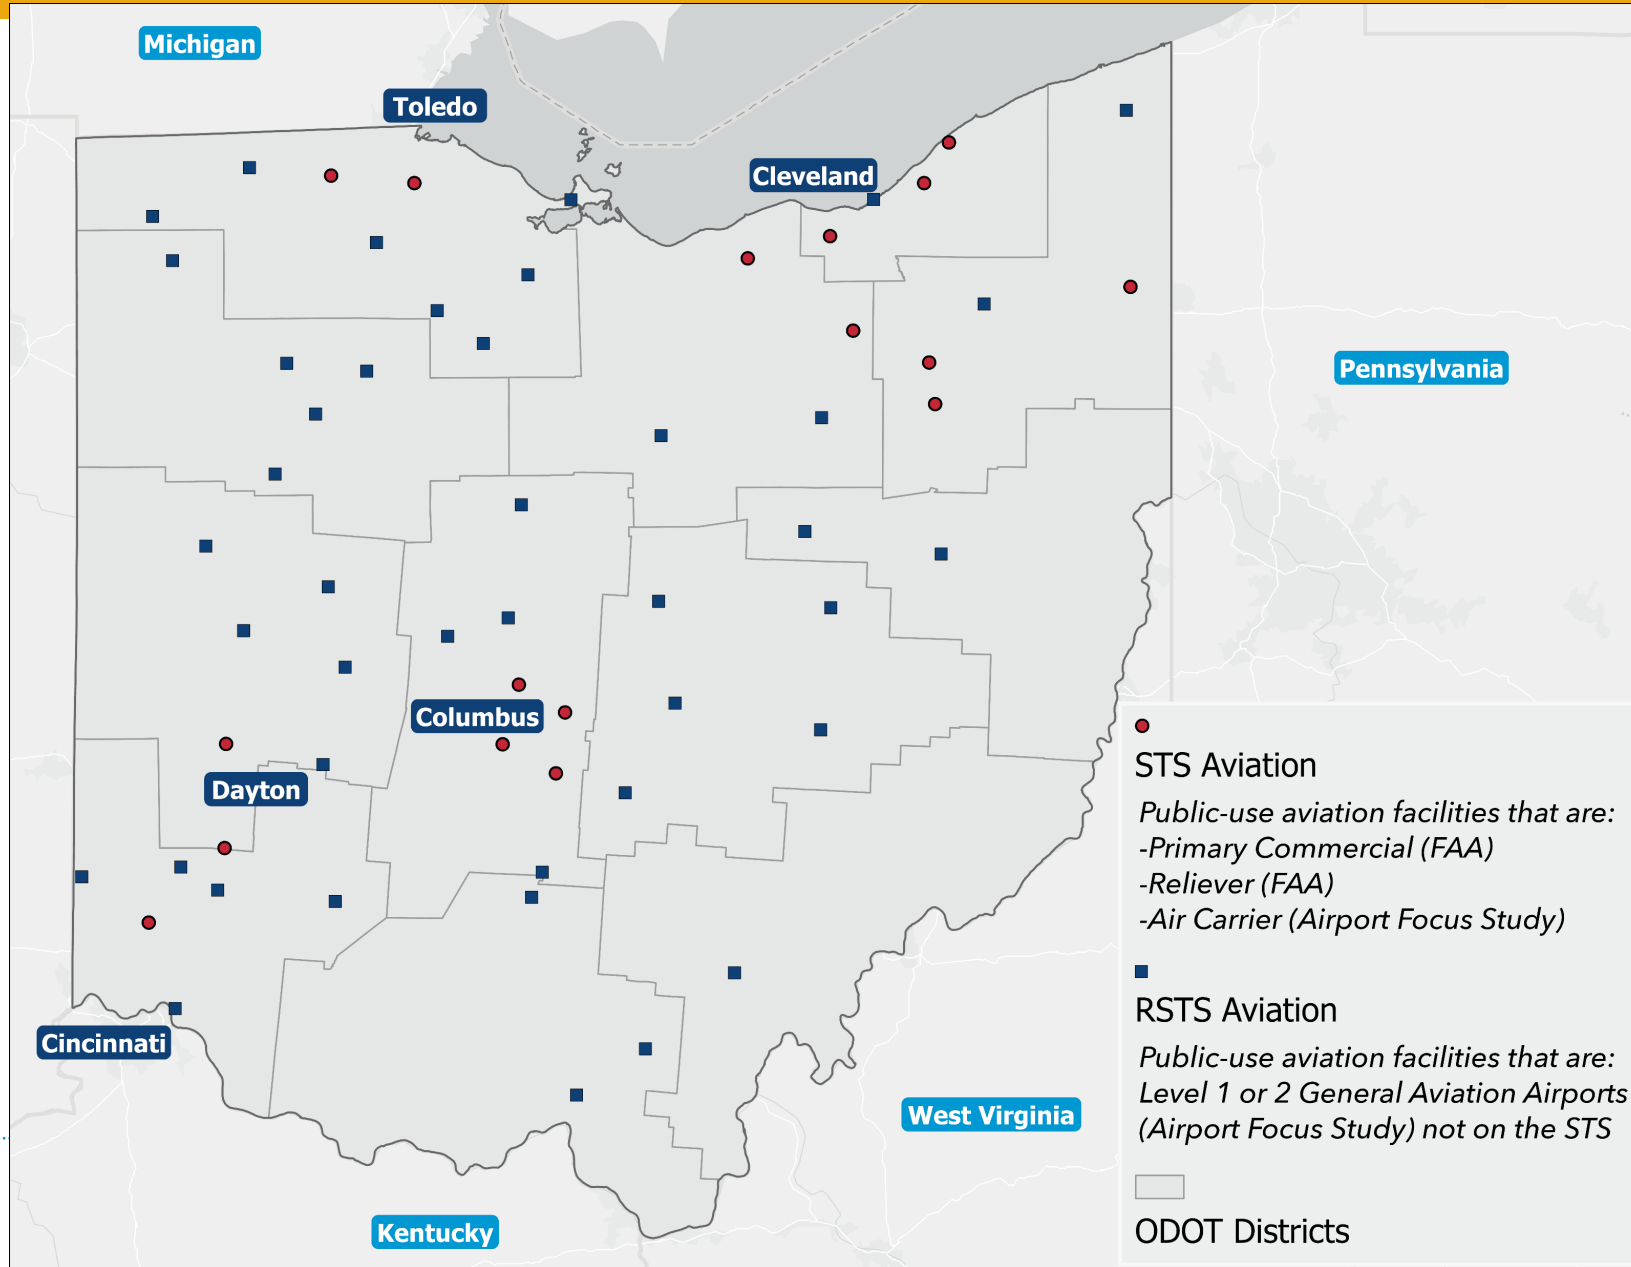 Michigan
Toledo
Cleveland
Pennsylvania
Columbus
Dayton
Cincinnati
West Virginia
Kentucky
STS Aviation
Public-use aviation facilities that are:
-Primary Commercial (FAA)
-Reliever (FAA)
-Air Carrier (Airport Focus Study)
RSTS Aviation
Public-use aviation facilities that are:
Level 1 or 2 General Aviation Airports
(Airport Focus Study) not on the STS
ODOT Districts